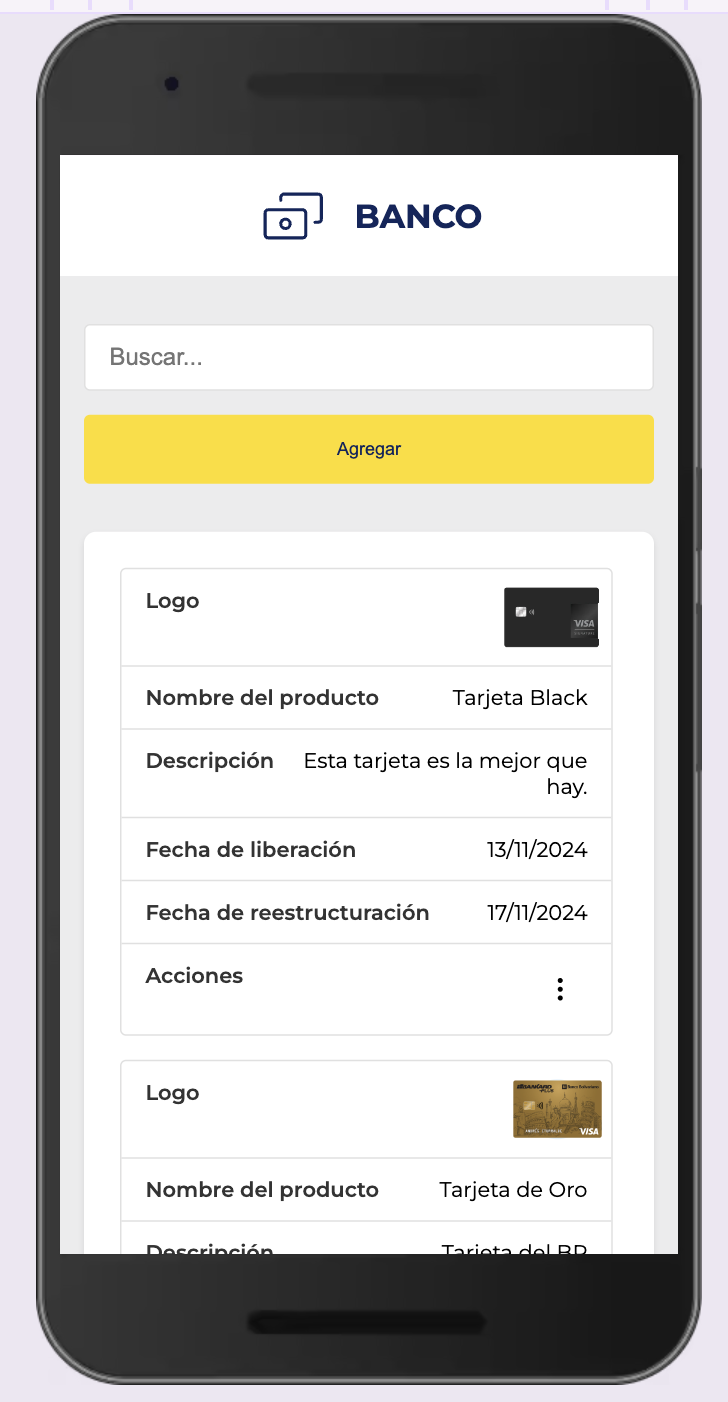 BANCO
Buscar...
Agregar
Logo
VISA
Nombre del producto Tarjeta Black
Descripción Esta tarjeta es la mejor que
hay.
Fecha de liberación 13/11/2024
Fecha de reestructuración 17/11/2024
Acciones
Logo
VISA
Nombre del producto Tarjeta de Oro
Descripción Tarjeta del BP